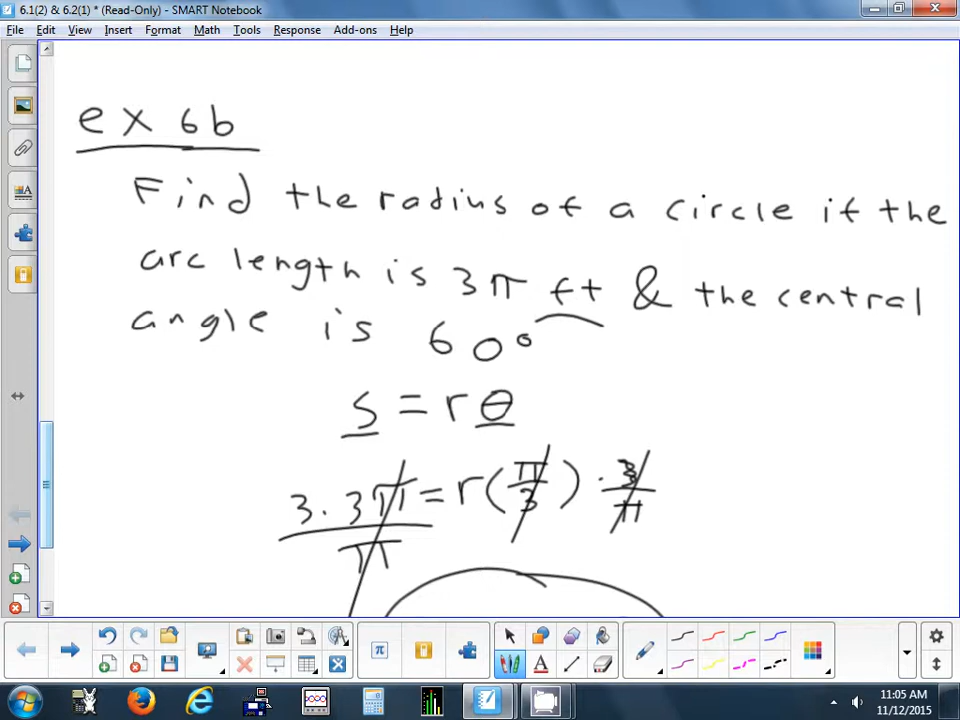 6.1(2) & 6.2(1) * (Read-Only) - SMART Notebook
File Edit View Insert Format Math Tools Response Add-ons Help
ex 6b
Find the radius of a circle if the
arc length is 3π ft & the central
angle is 60°
s = rθ
3·3π/π = r(π/3)·3/π
11:05 AM
11/12/2015